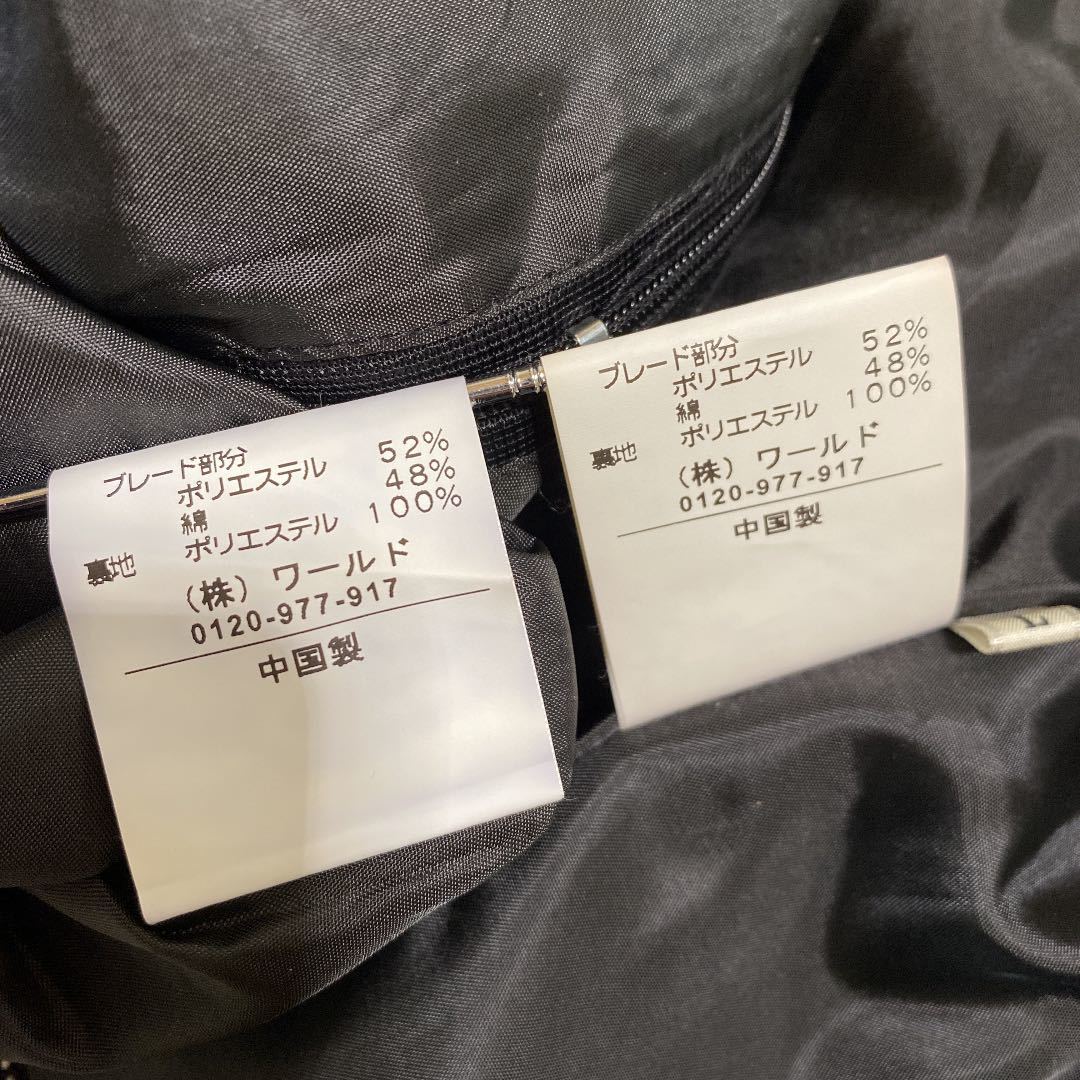 ブレード部分
ポリエステル 52%
綿 48%
裏地 ポリエステル 100%
(株) ワールド
0120-977-917
中国製
ブレード部分
ポリエステル 52%
綿 48%
裏地 ポリエステル 100%
(株) ワールド
0120-977-917
中国製